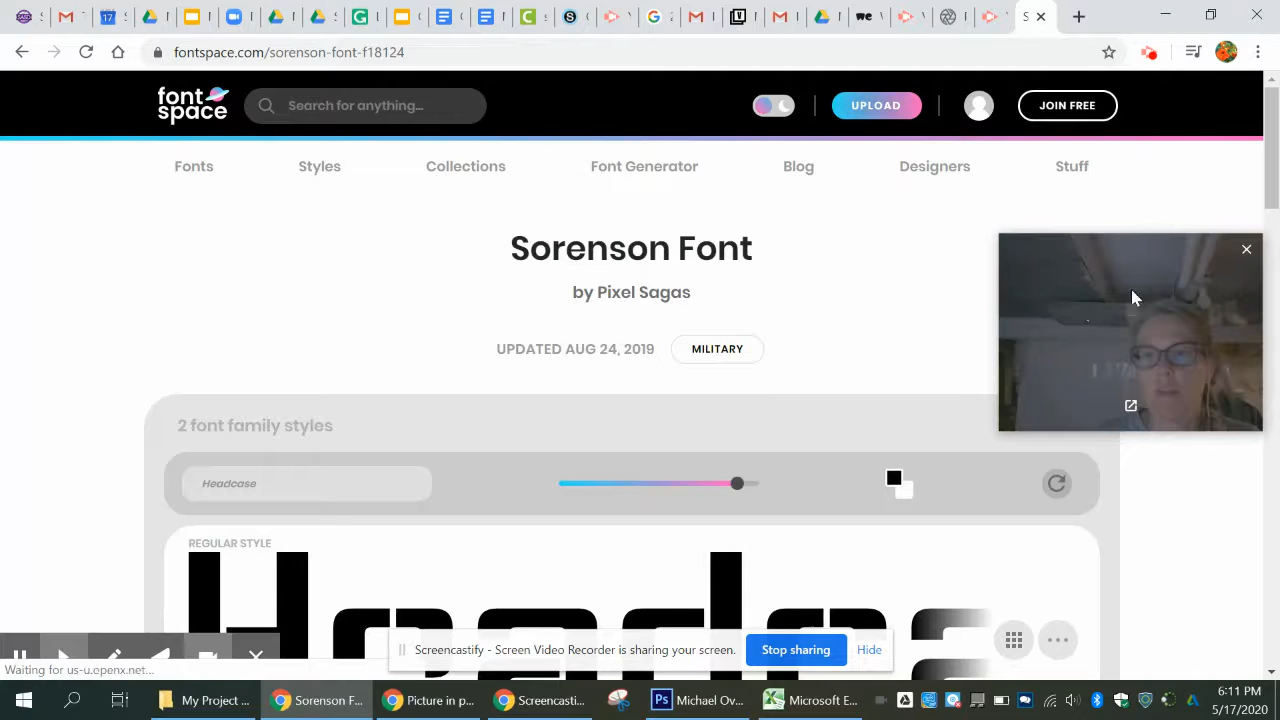 S
fontspace.com/sorenson-font-f18124
font
space
Search for anything...
UPLOAD
JOIN FREE
Fonts
Styles
Collections
Font Generator
Blog
Designers
Stuff
Sorenson Font
by Pixel Sagas
UPDATED AUG 24, 2019
MILITARY
2 font family styles
Headcase
REGULAR STYLE
Headca
Screencastify - Screen Video Recorder is sharing your screen.
Stop sharing
Hide
Waiting for us-u.openx.net...
My Project ...
Sorenson F...
Picture in p...
Screencasti...
Michael Ov...
Microsoft E...
6:11 PM
5/17/2020